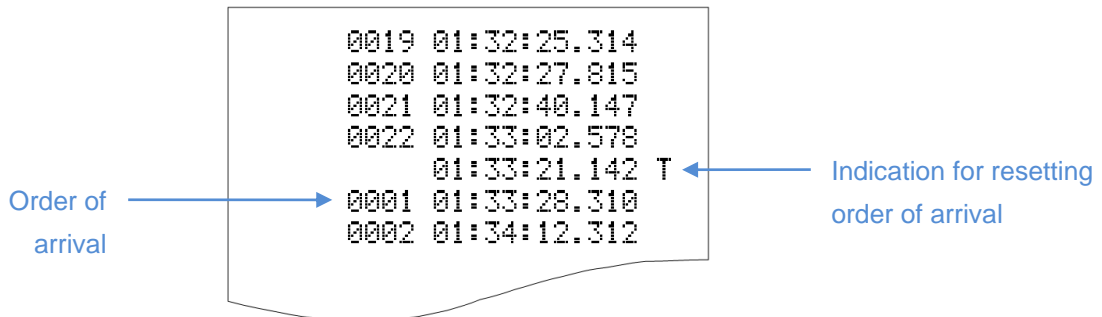 0019 01:32:25.314
0020 01:32:27.815
0021 01:32:40.147
0022 01:33:02.578
01:33:21.142 T
0001 01:33:28.310
0002 01:34:12.312
Order of
arrival
Indication for resetting
order of arrival